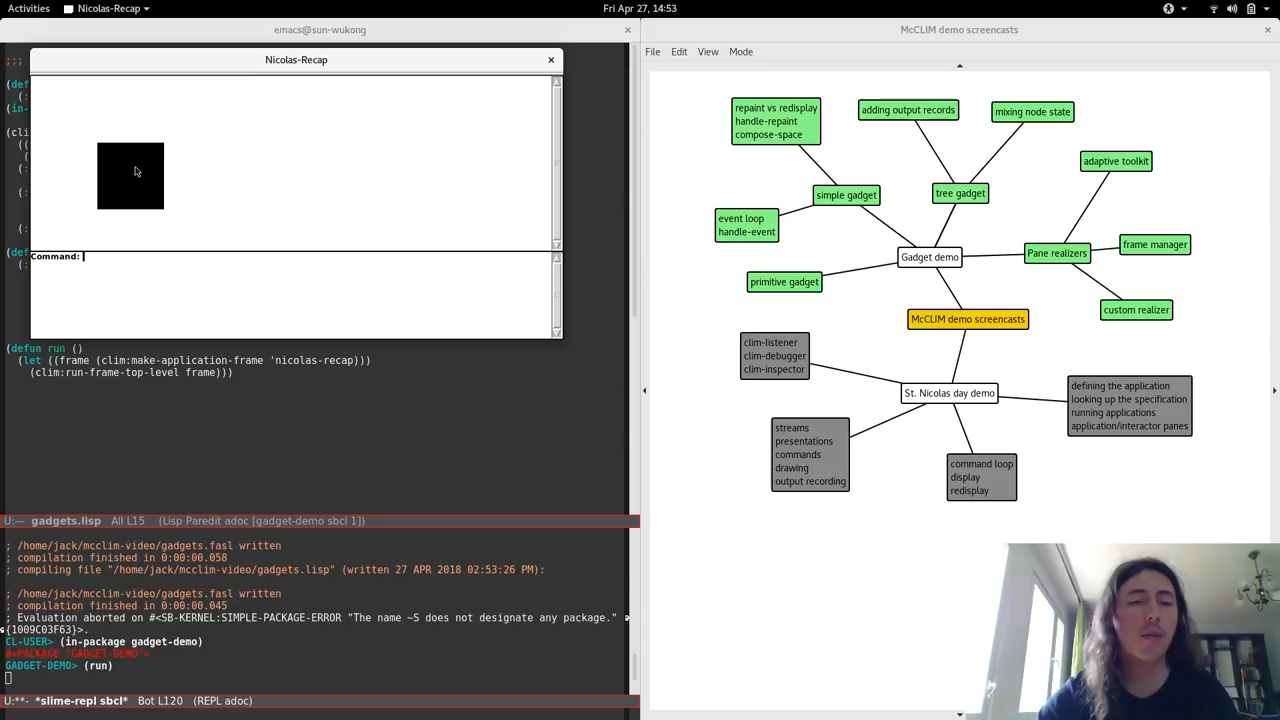 Activities
Nicolas-Recap
Fri Apr 27, 14:53
emacs@sun-wukong
×
;;;
Nicolas-Recap
×
(def
(:
(in-
(cli
((
(
(:
(:
(:
(def
(:
Command:
(defun run ()
(let ((frame (clim:make-application-frame 'nicolas-recap)))
(clim:run-frame-top-level frame)))
U:--- gadgets.lisp All L15 (Lisp Paredit adoc [gadget-demo sbcl 1])
; /home/jack/mcclim-video/gadgets.fasl written
; compilation finished in 0:00:00.058
; compiling file "/home/jack/mcclim-video/gadgets.lisp" (written 27 APR 2018 02:53:26 PM):
; /home/jack/mcclim-video/gadgets.fasl written
; compilation finished in 0:00:00.045
; Evaluation aborted on #<SB-KERNEL:SIMPLE-PACKAGE-ERROR "The name ~S does not designate any package."
{1009C03F63}>.
CL-USER> (in-package gadget-demo)
#<PACKAGE "GADGET-DEMO">
GADGET-DEMO> (run)
U:**- *slime-repl sbcl* Bot L120 (REPL adoc)
McCLIM demo screencasts
×
File Edit View Mode
repaint vs redisplay
handle-repaint
compose-space
adding output records
mixing node state
adaptive toolkit
simple gadget
tree gadget
event loop
handle-event
Gadget demo
Pane realizers
frame manager
primitive gadget
custom realizer
McCLIM demo screencasts
clim-listener
clim-debugger
clim-inspector
St. Nicolas day demo
defining the application
looking up the specification
running applications
application/interactor panes
streams
presentations
commands
drawing
output recording
command loop
display
redisplay